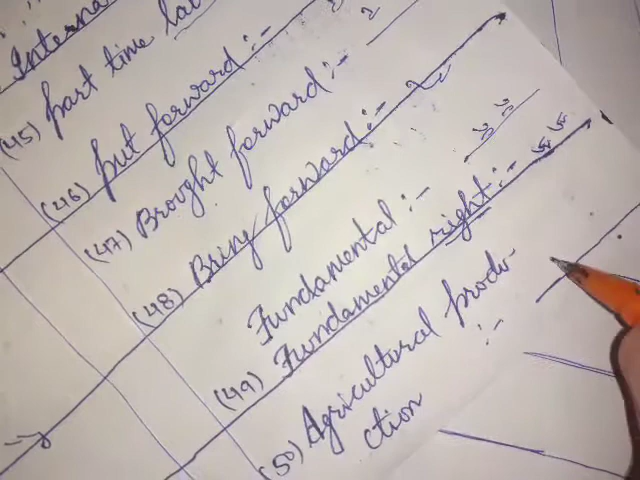 Interna
(45) part time la
(46) put forward :-
(47) Brought forward :-
(48) Bring forward :-
Fundamental :-
(49) Fundamental right :-
(50) Agricultural produ-
ction :-